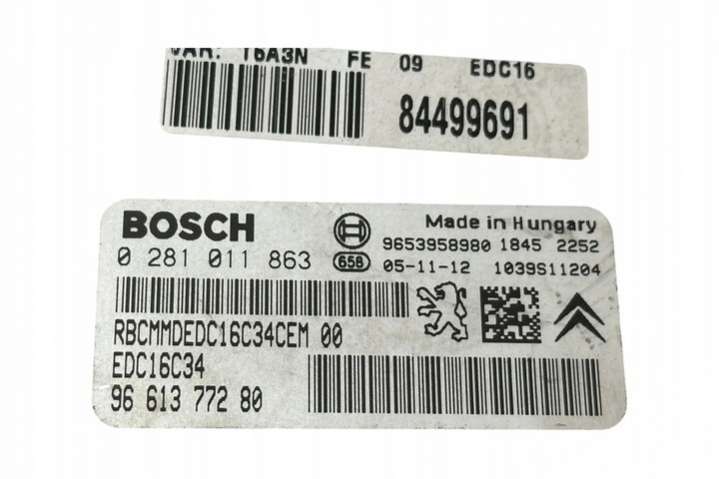 VAR: 16A3N FE 09 EDC16
84499691
BOSCH
Made in Hungary
9653958980 1845 2252
0 281 011 863
658
05-11-12 1039S11204
RBCMMDEDC16C34CEM 00
EDC16C34
96 613 772 80